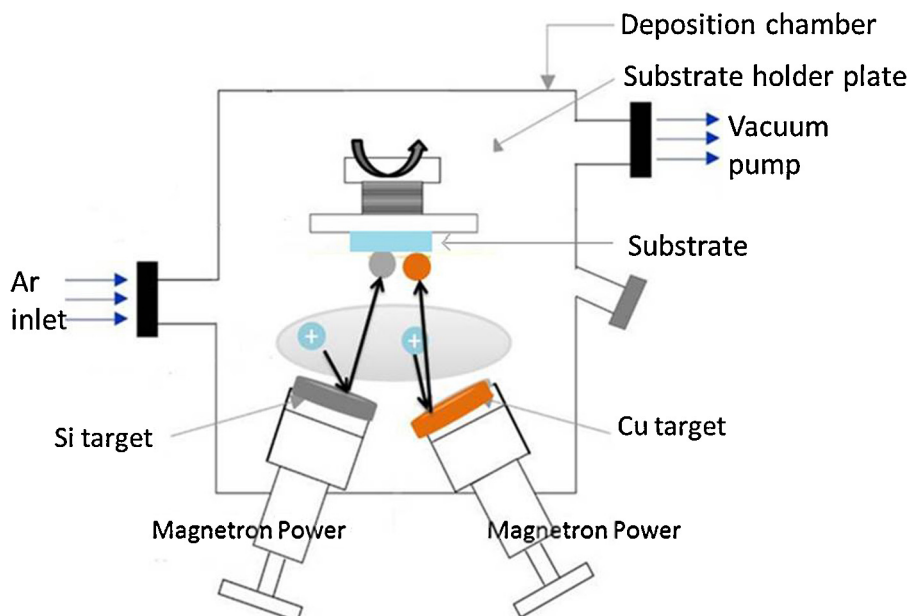 Deposition chamber
Substrate holder plate
Vacuum
pump
Substrate
Ar
inlet
+
+
Si target
Cu target
Magnetron Power
Magnetron Power